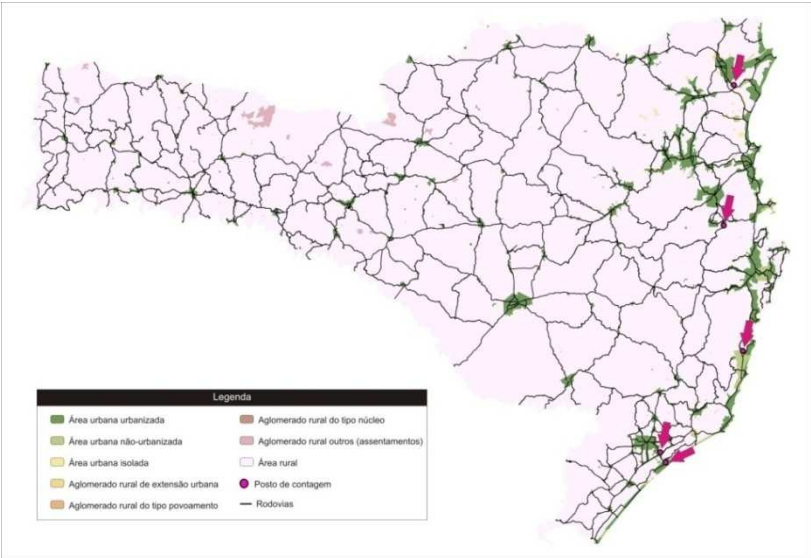 Legenda
Área urbana urbanizada
Área urbana não-urbanizada
Área urbana isolada
Aglomerado rural de extensão urbana
Aglomerado rural do tipo povoamento
Aglomerado rural do tipo núcleo
Aglomerado rural outros (assentamentos)
Área rural
Posto de contagem
Rodovias